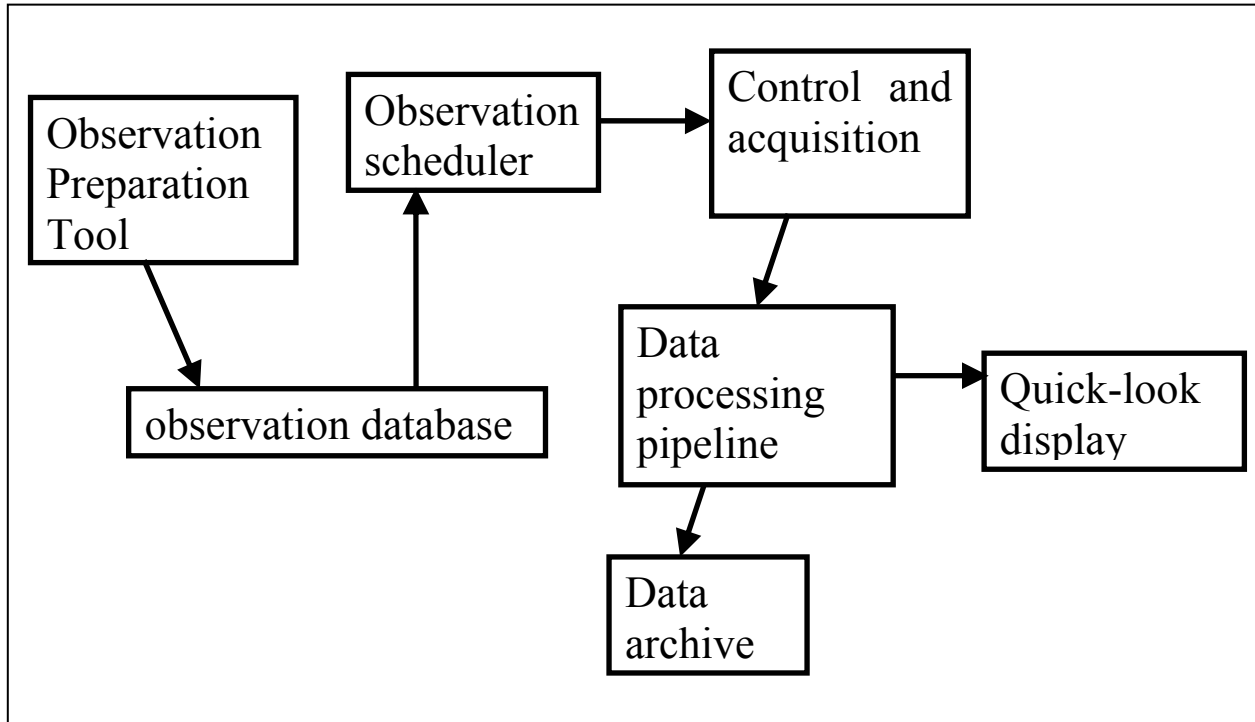 Observation
Preparation
Tool
Observation
scheduler
Control and
acquisition
observation database
Data
processing
pipeline
Quick-look
display
Data
archive